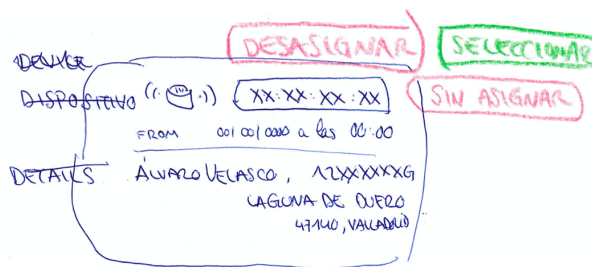 DESASIGNAR SELECCIONAR
DEVICE
DISPOSITIVO XX:XX:XX:XX SIN ASIGNAR
FROM 00/00/0000 a las 00:00
DETAILS ÁLVARO VELASCO, 12XXXXXXG
LAGUNA DE DUERO
47140, VALLADOLID